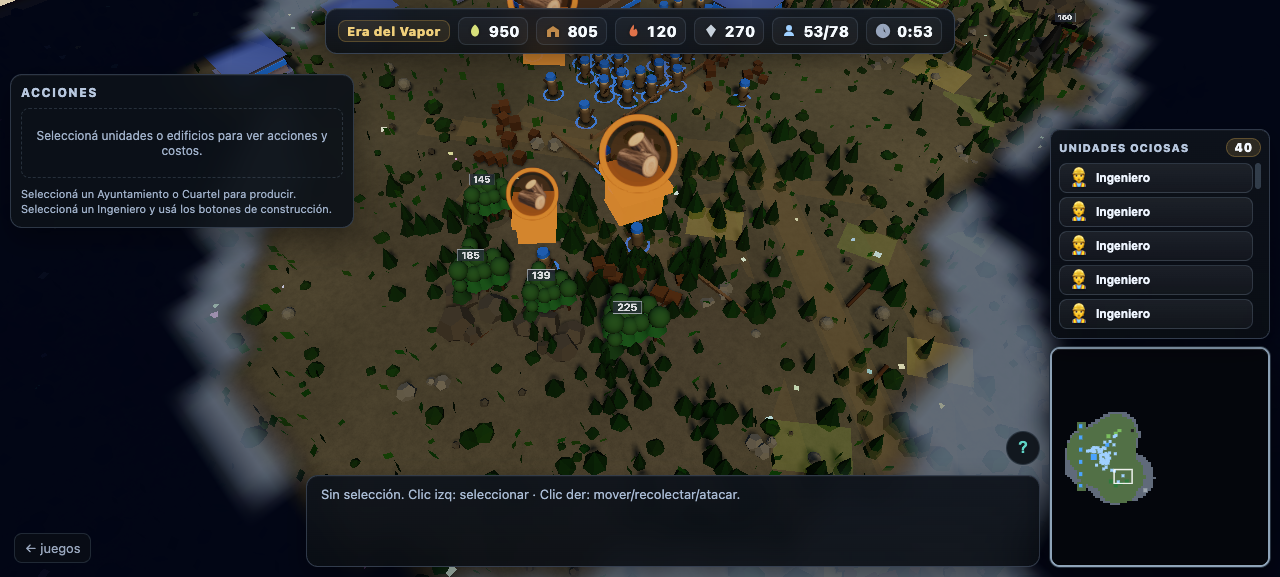 Era del Vapor 950 805 120 270 53/78 0:53
160
ACCIONES
Seleccioná unidades o edificios para ver acciones y
costos.
Seleccioná un Ayuntamiento o Cuartel para producir.
Seleccioná un Ingeniero y usá los botones de construcción.
145
185
139
225
UNIDADES OCIOSAS 40
Ingeniero
Ingeniero
Ingeniero
Ingeniero
Ingeniero
?
Sin selección. Clic izq: seleccionar · Clic der: mover/recolectar/atacar.
← juegos